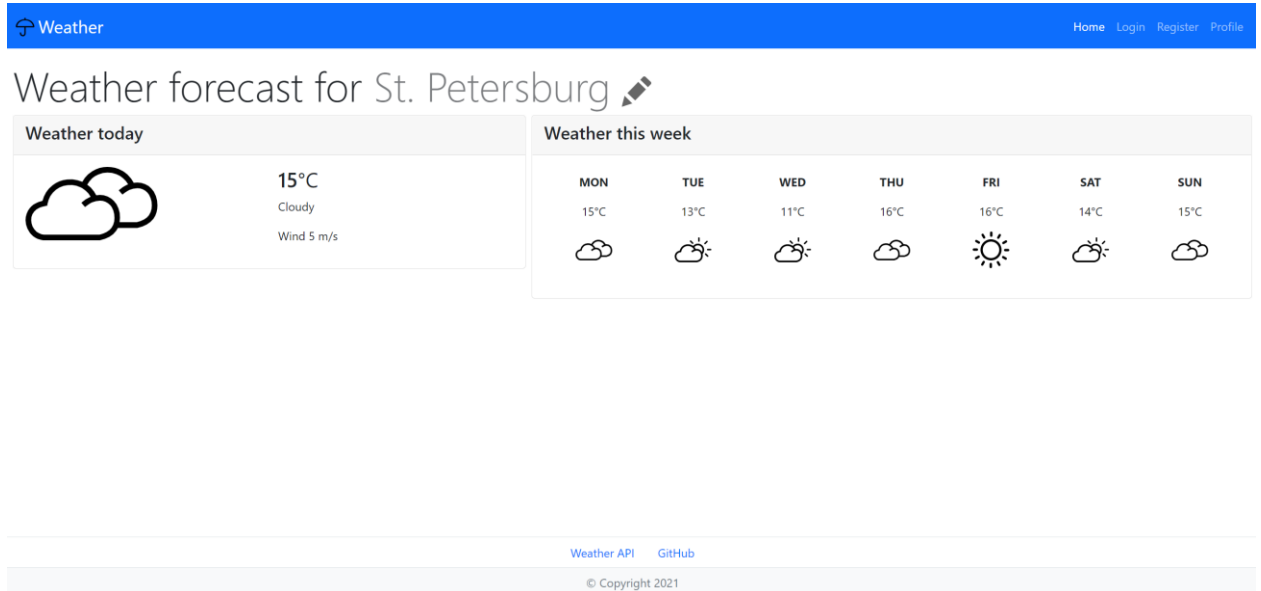 Weather
Home Login Register Profile
Weather forecast for St. Petersburg
Weather today
15°C
Cloudy
Wind 5 m/s
Weather this week
MON TUE WED THU FRI SAT SUN
15°C 13°C 11°C 16°C 16°C 14°C 15°C
Weather API GitHub
© Copyright 2021